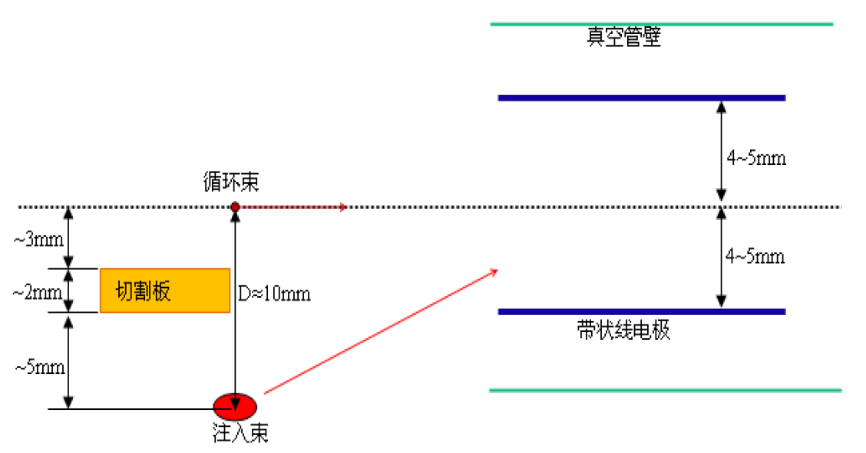 真空管壁
4~5mm
循环束
~3mm
4~5mm
~2mm
切割板
D≈10mm
带状线电极
~5mm
注入束